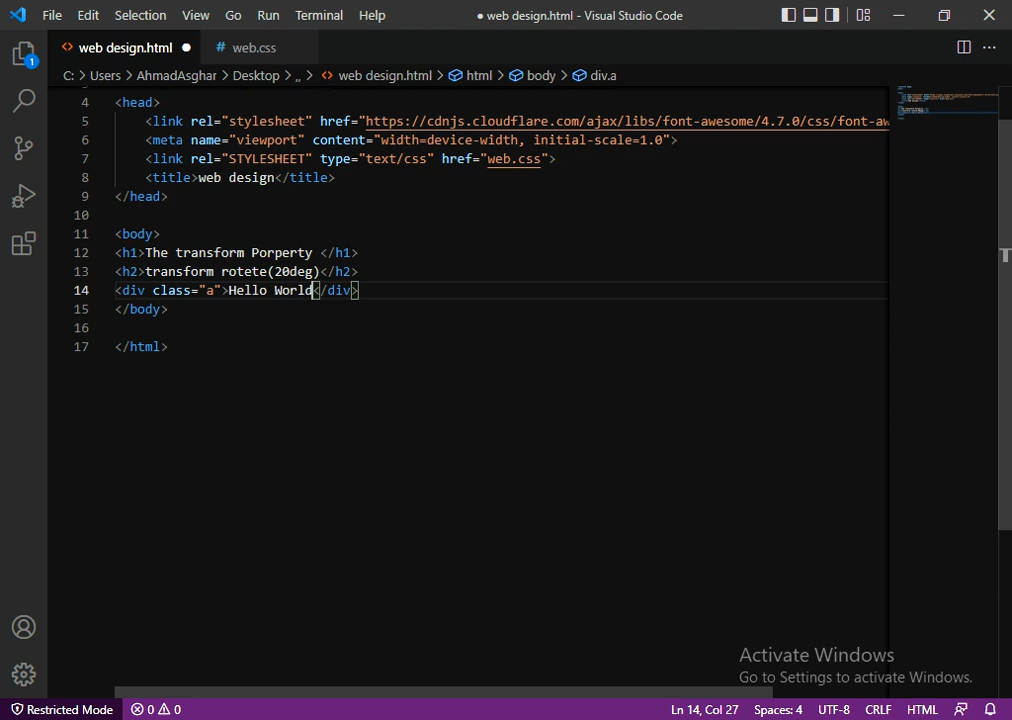 File Edit Selection View Go Run Terminal Help
● web design.html - Visual Studio Code
<> web design.html ●
# web.css
C: > Users > AhmadAsghar > Desktop > ,, > <> web design.html > html > body > div.a
4 <head>
5 <link rel="stylesheet" href="https://cdnjs.cloudflare.com/ajax/libs/font-awesome/4.7.0/css/font-aw
6 <meta name="viewport" content="width=device-width, initial-scale=1.0">
7 <link rel="STYLESHEET" type="text/css" href="web.css">
8 <title>web design</title>
9 </head>
10
11 <body>
12 <h1>The transform Porperty </h1>
13 <h2>transform rotete(20deg)</h2>
14 <div class="a">Hello World</div>
15 </body>
16
17 </html>
1
Activate Windows
Go to Settings to activate Windows.
Restricted Mode 0 0 Ln 14, Col 27 Spaces: 4 UTF-8 CRLF HTML